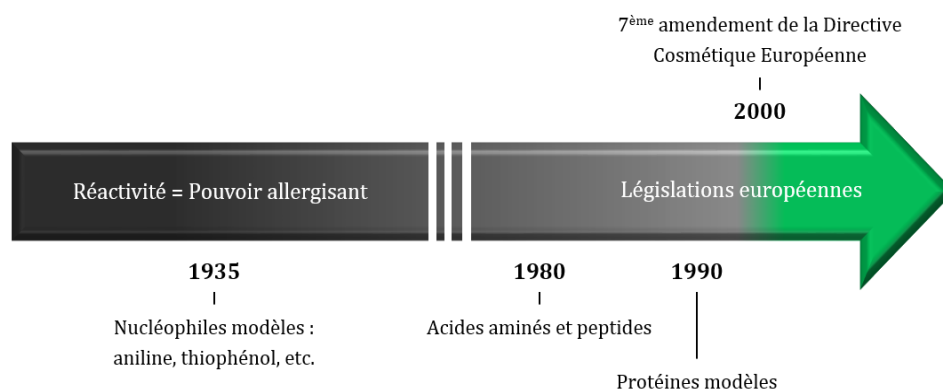 7ème amendement de la Directive
Cosmétique Européenne
2000
Réactivité = Pouvoir allergisant
Législations européennes
1935
1980
1990
Nucléophiles modèles :
aniline, thiophénol, etc.
Acides aminés et peptides
Protéines modèles